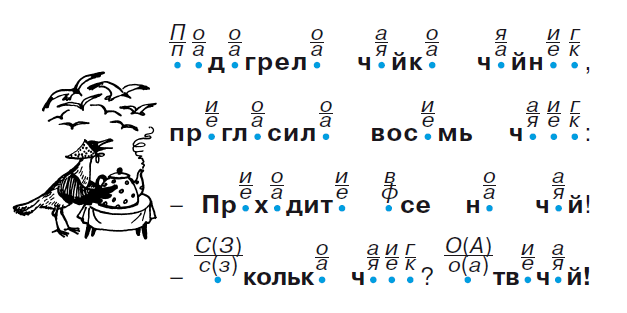 П о о о а о я и г
п а а а я а а е к
••д•грел• ч•йк• ч•йн••,
и о о и а и г
е а а е я е к
пр•гл•сил• вос•мь ч•••:
и о и в о а
е а е ф а я
– Пр•х•дит• •се н• ч•й!
С(З) о а и г О(А) и а
с(з) а я е к о(а) е я
– •кольк• ч•••? •тв•ч•й!